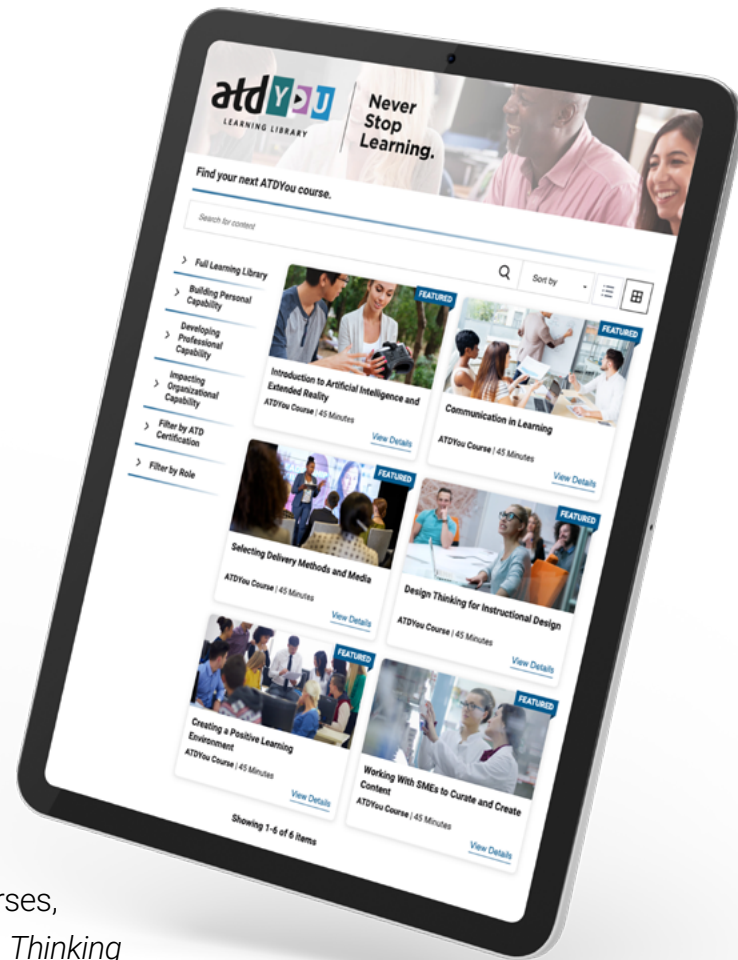 atd YOU
LEARNING LIBRARY
Never
Stop
Learning.
Find your next ATDYou course.
Search for content
Sort by
Full Learning Library
Building Personal
Capability
Developing
Professional
Capability
Impacting
Organizational
Capability
Filter by ATD
Certification
Filter by Role
FEATURED
Introduction to Artificial Intelligence and
Extended Reality
ATDYou Course | 45 Minutes
View Details
FEATURED
Communication in Learning
ATDYou Course | 45 Minutes
View Details
FEATURED
Selecting Delivery Methods and Media
ATDYou Course | 45 Minutes
View Details
FEATURED
Design Thinking for Instructional Design
ATDYou Course | 45 Minutes
View Details
FEATURED
Creating a Positive Learning
Environment
ATDYou Course | 45 Minutes
View Details
FEATURED
Working With SMEs to Curate and Create
Content
ATDYou Course | 45 Minutes
View Details
Showing 1-6 of 6 items
Thinking